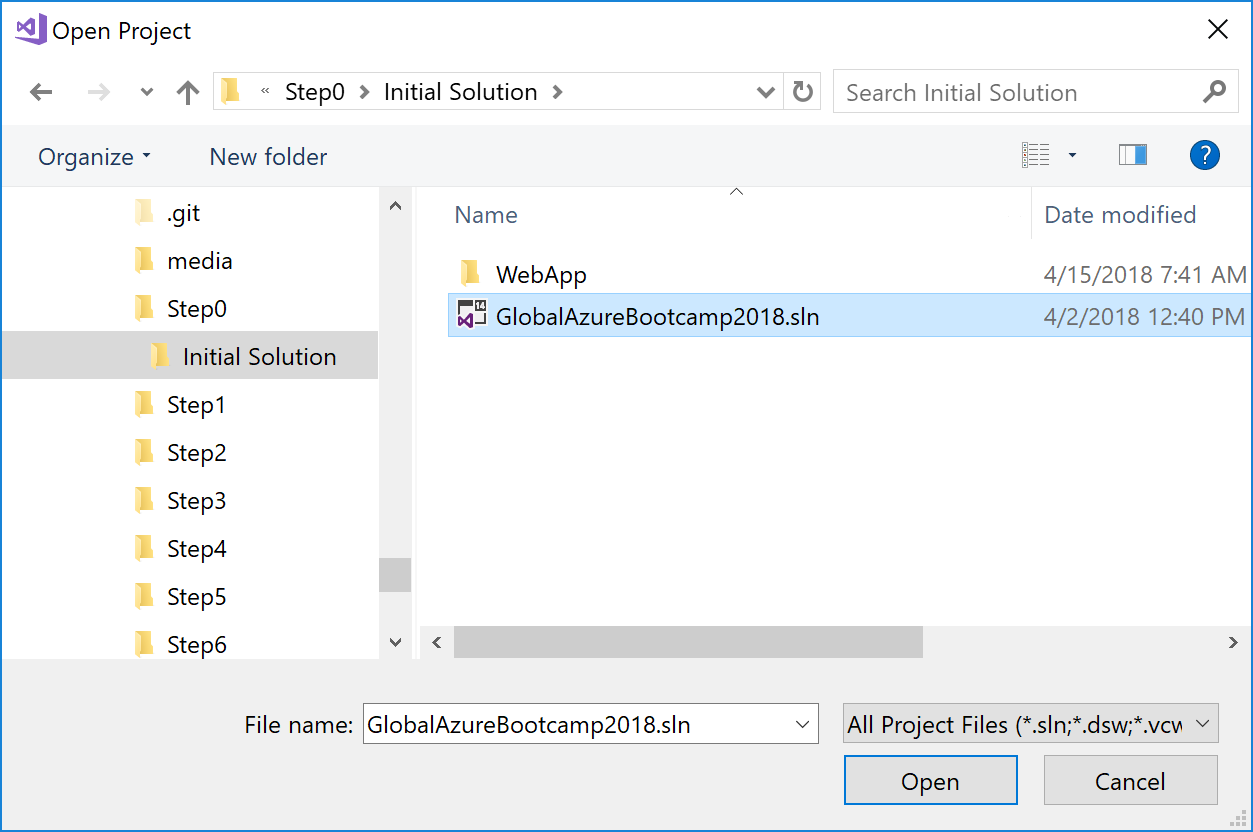 Open Project
« Step0 > Initial Solution >
Search Initial Solution
Organize
New folder
?
.git
media
Step0
Initial Solution
Step1
Step2
Step3
Step4
Step5
Step6
Name
Date modified
WebApp
4/15/2018 7:41 AM
14
GlobalAzureBootcamp2018.sln
4/2/2018 12:40 PM
File name:
GlobalAzureBootcamp2018.sln
All Project Files (*.sln;*.dsw;*.vcw
Open
Cancel